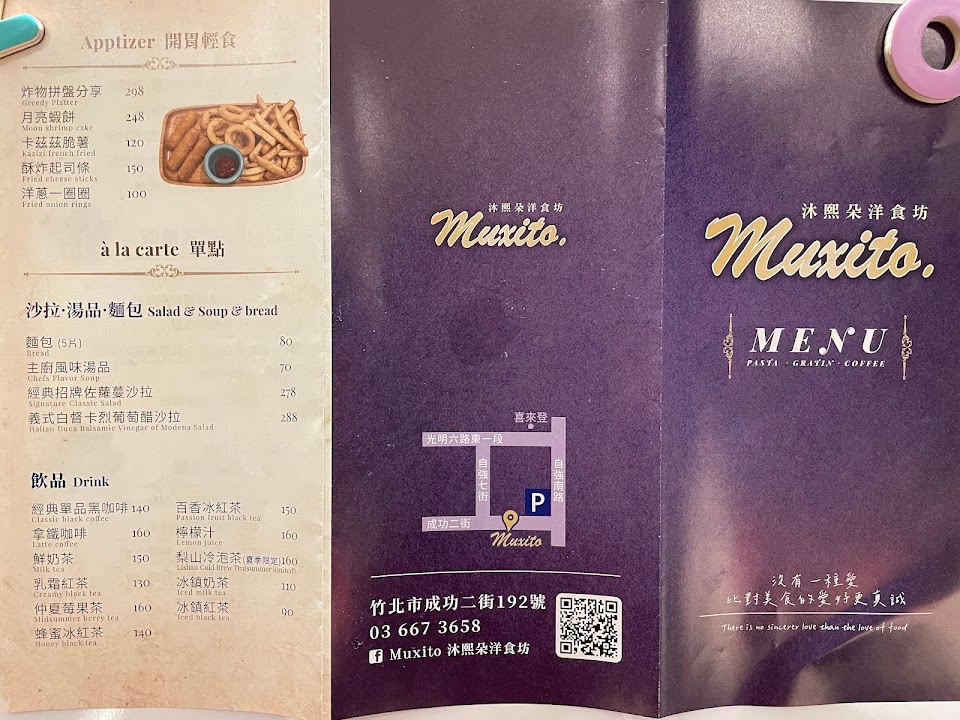 Apptizer 開胃輕食
炸物拼盤分享 298
Greedy Platter
月亮蝦餅 248
Moon shrimp cake
卡茲茲脆薯 120
Kazizi french fried
酥炸起司條 150
Fried cheese sticks
洋蔥一圈圈 100
Fried onion rings
à la carte 單點
沙拉·湯品·麵包 Salad & Soup & bread
麵包 (5片) 80
Bread
主廚風味湯品 70
Chefs Flavor Soup
經典招牌佐蘿蔓沙拉 278
Signature Classic Salad
義式白督卡烈葡萄醋沙拉 288
Italian Duca Balsamic Vinegar of Modena Salad
飲品 Drink
經典單品黑咖啡 140
Classic black coffee
拿鐵咖啡 160
Latte coffee
鮮奶茶 150
Milk tea
乳霜紅茶 130
Creamy black tea
仲夏莓果茶 160
Midsummer berry tea
蜂蜜冰紅茶 140
Honey black tea
百香冰紅茶 150
Passion fruit black tea
檸檬汁 160
Lemon juice
梨山冷泡茶(夏季限定) 160
Lishan Cold Brew Tea(summer limited)
冰鎮奶茶 110
Iced milk tea
冰鎮紅茶 90
Iced black tea
沐熙朵洋食坊
Muxito.
喜來登
光明六路東一段
自強七街
自強南路
P
成功二街
Muxito
竹北市成功二街192號
03 667 3658
f Muxito 沐熙朵洋食坊
沐熙朵洋食坊
Muxito.
MENU
PASTA · GRATIN · COFFEE
沒有一種愛
比對美食的愛好更真誠
There is no sincerer love than the love of food